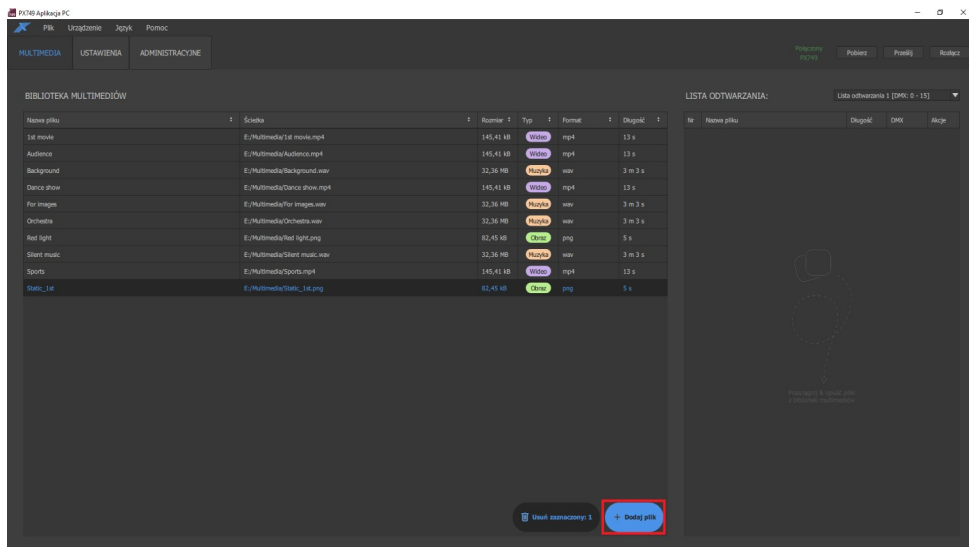 PX749 Aplikacja PC
Plik Urządzenie Język Pomoc
MULTIMEDIA USTAWIENIA ADMINISTRACYJNE
Połączony
PX749
Pobierz Prześlij Rozłącz
BIBLIOTEKA MULTIMEDIÓW
Nazwa pliku Ścieżka Rozmiar Typ Format Długość
1st movie E:/Multimedia/1st movie.mp4 145,41 kB Wideo mp4 13 s
Audience E:/Multimedia/Audience.mp4 145,41 kB Wideo mp4 13 s
Background E:/Multimedia/Background.wav 32,36 MB Muzyka wav 3 m 3 s
Dance show E:/Multimedia/Dance show.mp4 145,41 kB Wideo mp4 13 s
For images E:/Multimedia/For images.wav 32,36 MB Muzyka wav 3 m 3 s
Orchestra E:/Multimedia/Orchestra.wav 32,36 MB Muzyka wav 3 m 3 s
Red light E:/Multimedia/Red light.png 82,45 kB Obraz png 5 s
Silent music E:/Multimedia/Silent music.wav 32,36 MB Muzyka wav 3 m 3 s
Sports E:/Multimedia/Sports.mp4 145,41 kB Wideo mp4 13 s
Static_1st E:/Multimedia/Static_1st.png 82,45 kB Obraz png 5 s
Usuń zaznaczony: 1
+ Dodaj plik
LISTA ODTWARZANIA: Lista odtwarzania 1 [DMX: 0 - 15]
Nr Nazwa pliku Długość DMX Akcje
Przeciągnij & upuść pliki
z biblioteki multimediów